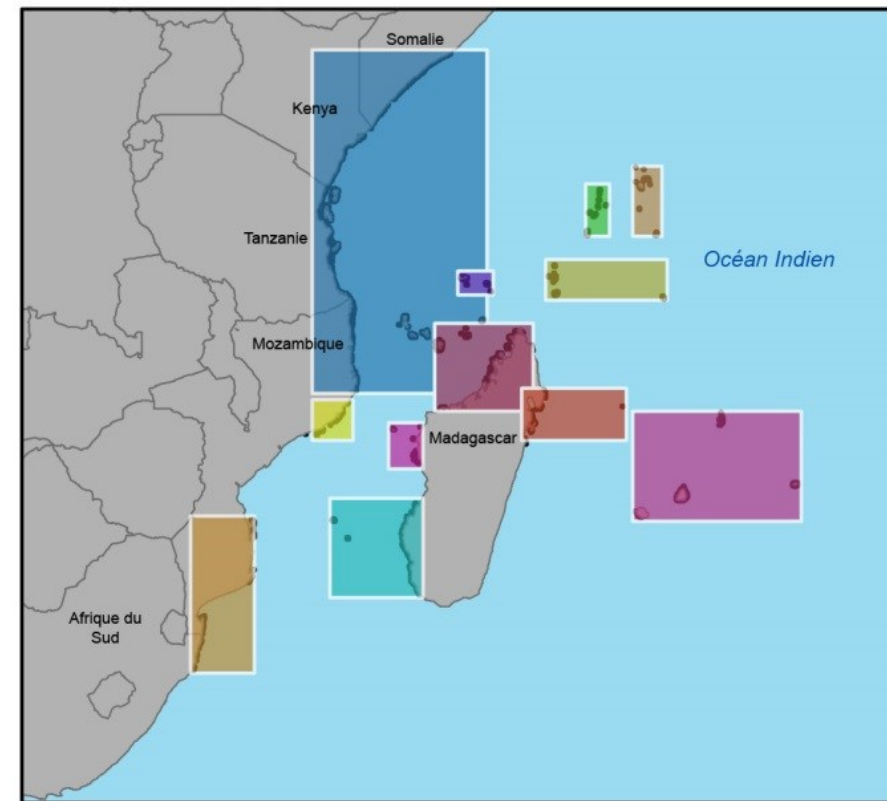 Somalie
Kenya
Tanzanie
Océan Indien
Mozambique
Madagascar
Afrique du
Sud